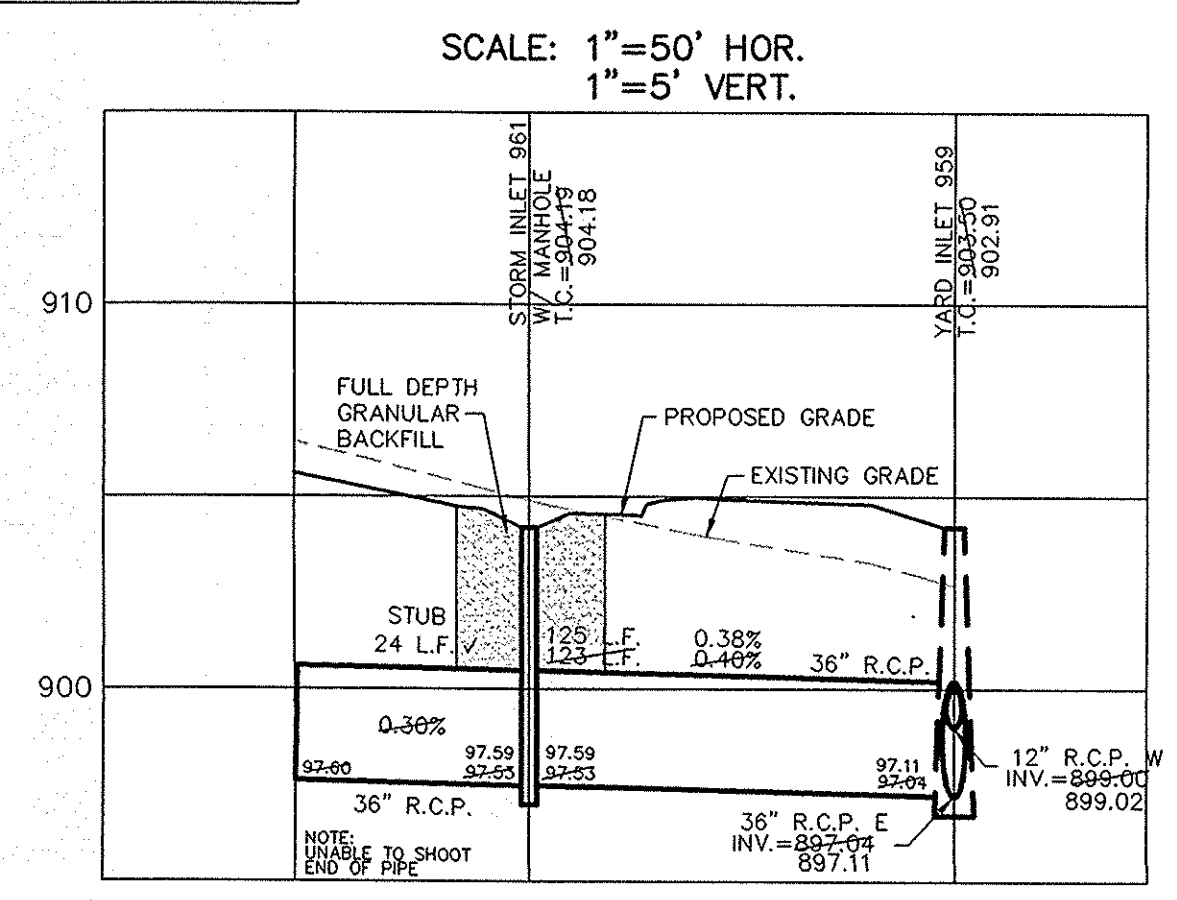 SCALE: 1"=50' HOR.
1"=5' VERT.
STORM INLET 961
W/ MANHOLE
T.C.=904.19
904.18
YARD INLET 959
T.C.=903.50
902.91
910
FULL DEPTH
GRANULAR
BACKFILL
PROPOSED GRADE
EXISTING GRADE
STUB
24 L.F. ✓
125 L.F.
123 L.F.
0.38%
0.40%
36" R.C.P.
900
0.30%
97.60
97.59
97.53
97.59
97.53
97.11
97.04
36" R.C.P.
12" R.C.P. W
INV.=899.00
899.02
36" R.C.P. E
INV.=897.04
897.11
NOTE:
UNABLE TO SHOOT
END OF PIPE